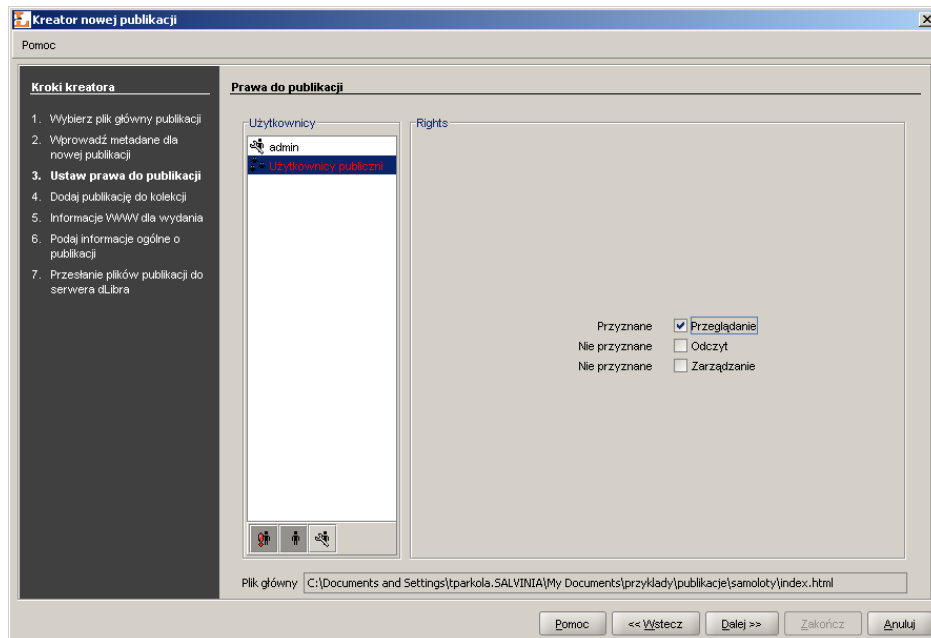 Kreator nowej publikacji
Pomoc
Kroki kreatora
1. Wybierz plik główny publikacji
2. Wprowadź metadane dla
nowej publikacji
3. Ustaw prawa do publikacji
4. Dodaj publikację do kolekcji
5. Informacje WWW dla wydania
6. Podaj informacje ogólne o
publikacji
7. Przesłanie plików publikacji do
serwera dLibra
Prawa do publikacji
Użytkownicy
admin
Użytkownicy publiczni
Rights
Przyznane Przeglądanie
Nie przyznane Odczyt
Nie przyznane Zarządzanie
Plik główny C:\Documents and Settings\tparkola.SALVINIA\My Documents\przyklady\publikacje\samoloty\index.html
Pomoc << Wstecz Dalej >> Zakończ Anuluj